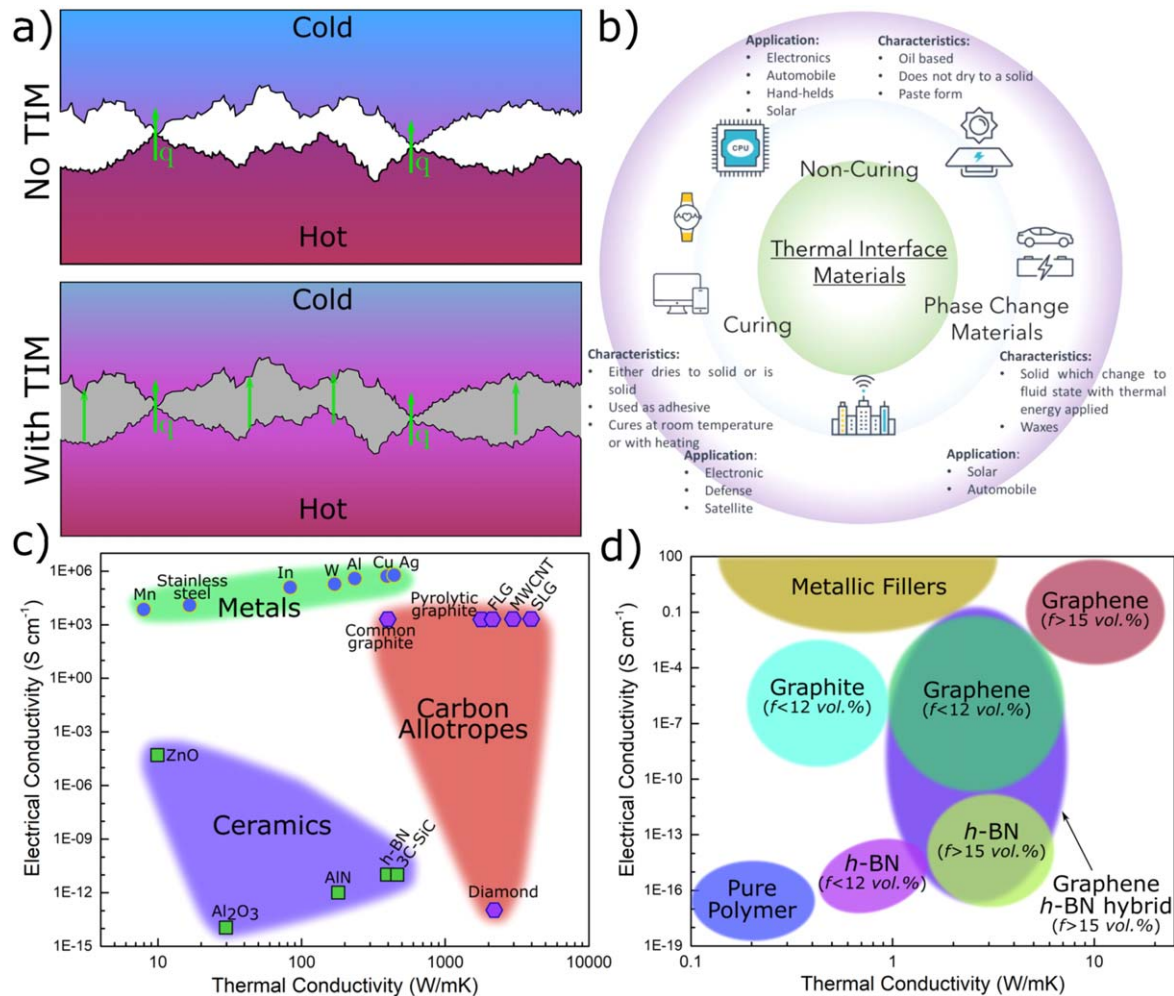 a)
No TIM
Cold
q
q
Hot
With TIM
Cold
q
q
Hot
b)
Application:
• Electronics
• Automobile
• Hand-helds
• Solar
Characteristics:
• Oil based
• Does not dry to a solid
• Paste form
CPU
Non-Curing
Thermal Interface
Materials
Curing
Phase Change
Materials
Characteristics:
• Either dries to solid or is
solid
• Used as adhesive
• Cures at room temperature
or with heating
Application:
• Electronic
• Defense
• Satellite
Characteristics:
• Solid which change to
fluid state with thermal
energy applied
• Waxes
Application:
• Solar
• Automobile
c)
Electrical Conductivity (S cm⁻¹)
1E+06
1E+03
1E+00
1E-03
1E-06
1E-09
1E-12
1E-15
Mn
Stainless
steel
In
W
Al
Cu
Ag
Metals
Common
graphite
Pyrolytic
graphite
FLG
MWCNT
SLG
Carbon
Allotropes
ZnO
Ceramics
h-BN
3C-SiC
AlN
Al₂O₃
Diamond
10
100
1000
10000
Thermal Conductivity (W/mK)
d)
Electrical Conductivity (S cm⁻¹)
100
0.1
1E-4
1E-7
1E-10
1E-13
1E-16
1E-19
Metallic Fillers
Graphene
(f>15 vol.%)
Graphite
(f<12 vol.%)
Graphene
(f<12 vol.%)
h-BN
(f>15 vol.%)
h-BN
(f<12 vol.%)
Pure
Polymer
Graphene
h-BN hybrid
(f>15 vol.%)
0.1
1
10
Thermal Conductivity (W/mK)